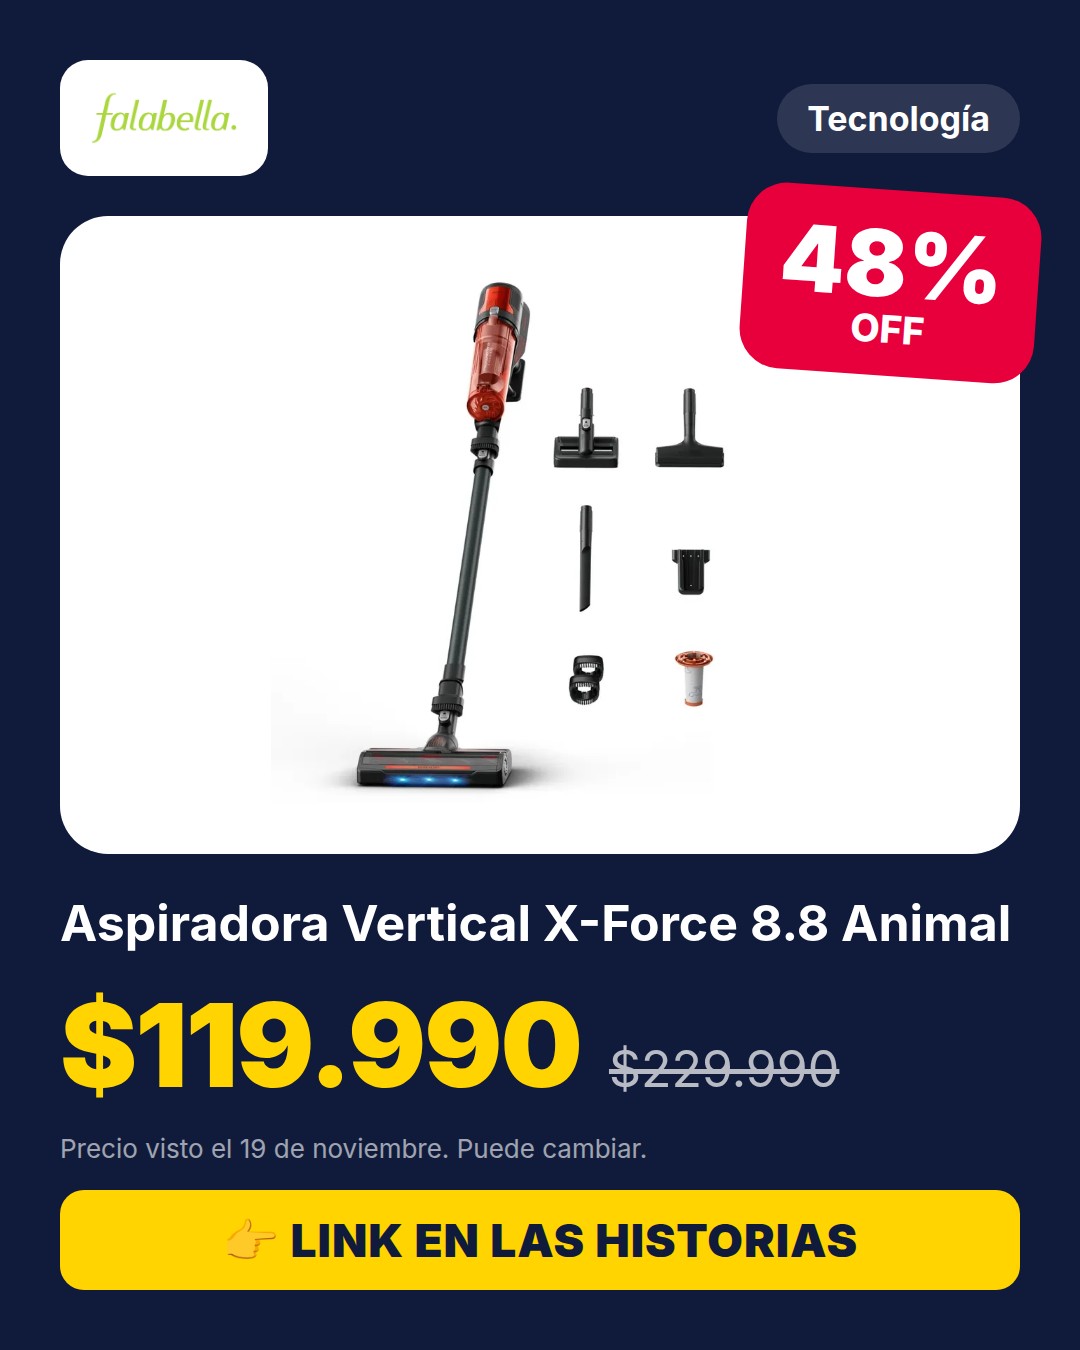 falabella.
Tecnología
48%
OFF
Aspiradora Vertical X-Force 8.8 Animal
$119.990 $229.990
Precio visto el 19 de noviembre. Puede cambiar.
👉 LINK EN LAS HISTORIAS